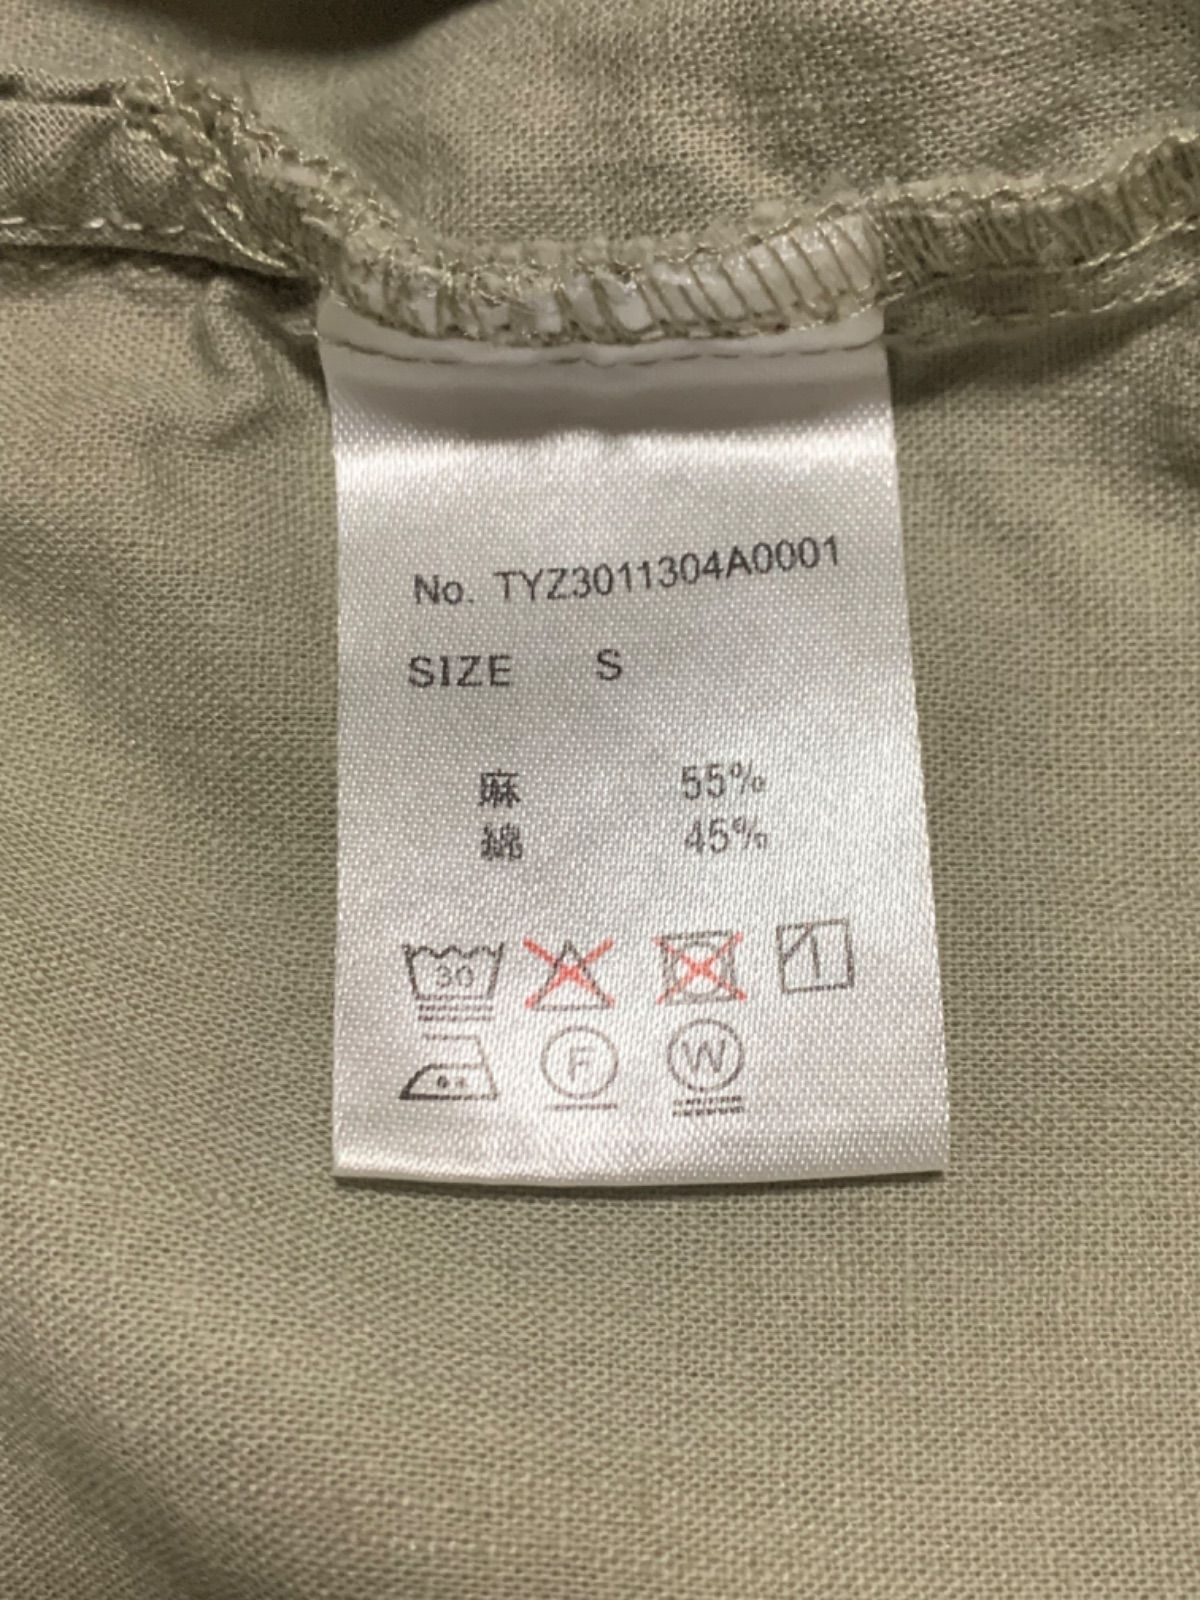 No. TYZ3011304A0001
SIZE S
麻 55%
綿 45%
30
F
W